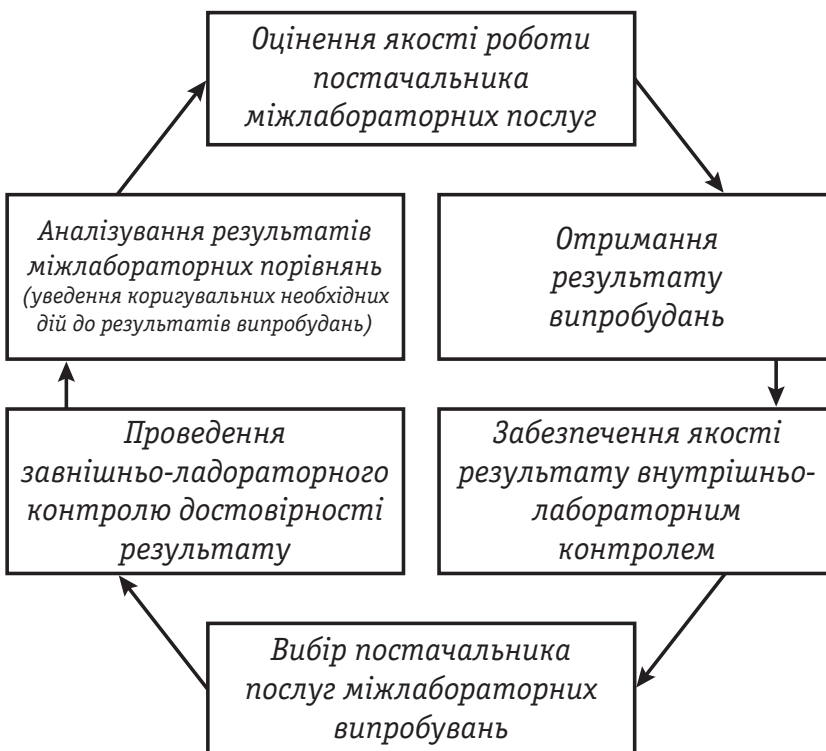 Оцінення якості роботи
постачальника
міжлабораторних послуг
Аналізування результатів
міжлабораторних порівнянь
(уведення коригувальних необхідних
дій до результатів випробудань)
Отримання
результату
випробудань
Проведення
завнішньо-ладораторного
контролю достовірності
результату
Забезпечення якості
результату внутрішньо-
лабораторним
контролем
Вибір постачальника
послуг міжлабораторних
випробувань